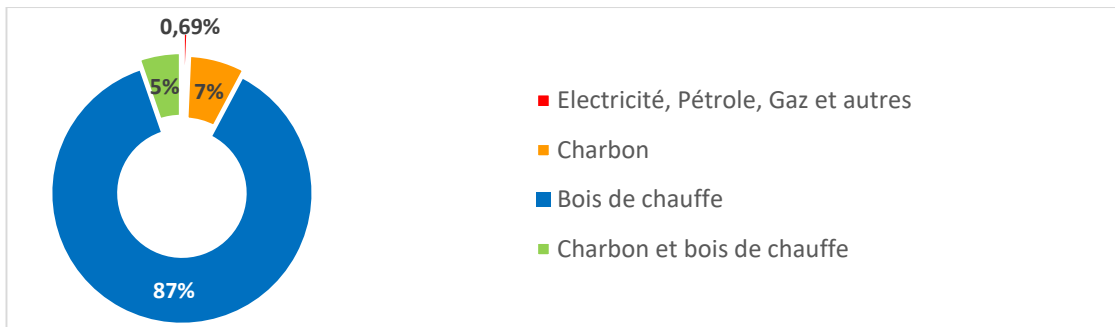 0,69%
5%
7%
87%
Electricité, Pétrole, Gaz et autres
Charbon
Bois de chauffe
Charbon et bois de chauffe